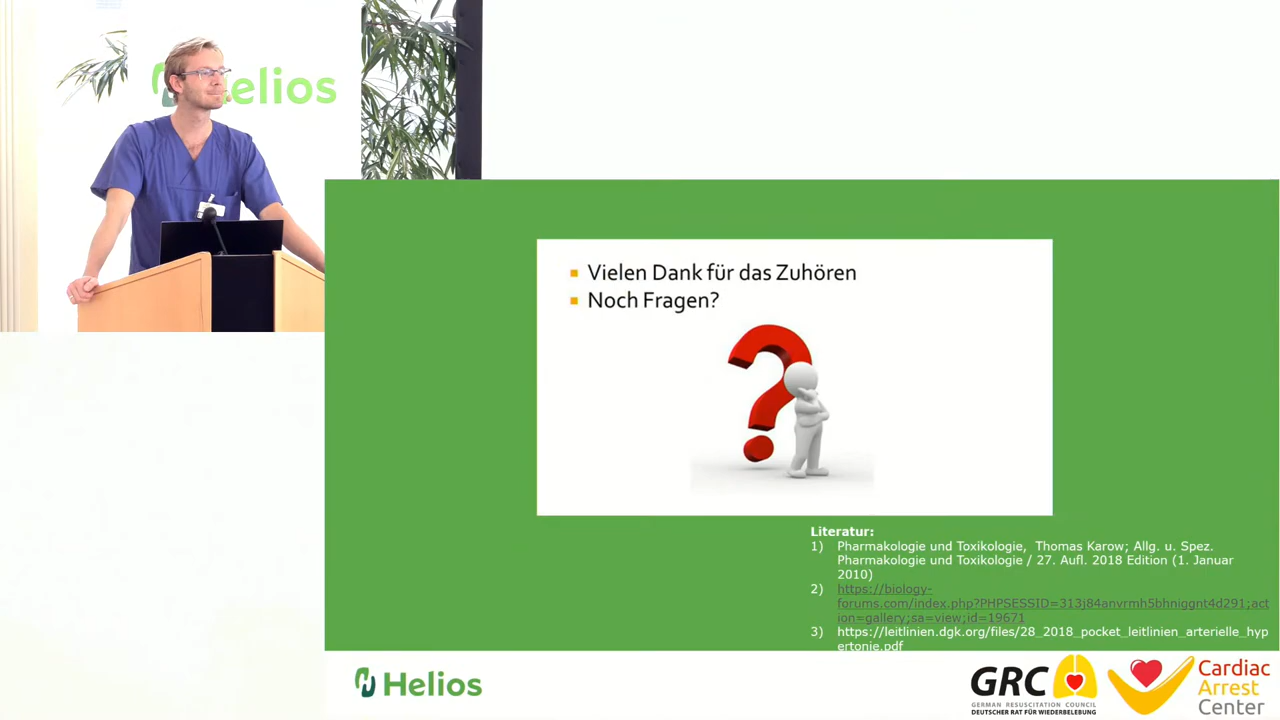 Helios
Vielen Dank für das Zuhören
Noch Fragen?
Literatur:
1) Pharmakologie und Toxikologie, Thomas Karow; Allg. u. Spez.
Pharmakologie und Toxikologie / 27. Aufl. 2018 Edition (1. Januar
2010)
2) https://biology-
forums.com/index.php?PHPSESSID=313j84anvrmh5bhniggnt4d291;act
ion=gallery;sa=view;id=19671
3) https://leitlinien.dgk.org/files/28_2018_pocket_leitlinien_arterielle_hyp
ertonie.pdf
Helios
GRC
GERMAN RESUSCITATION COUNCIL
DEUTSCHER RAT FÜR WIEDERBELEBUNG
Cardiac
Arrest
Center